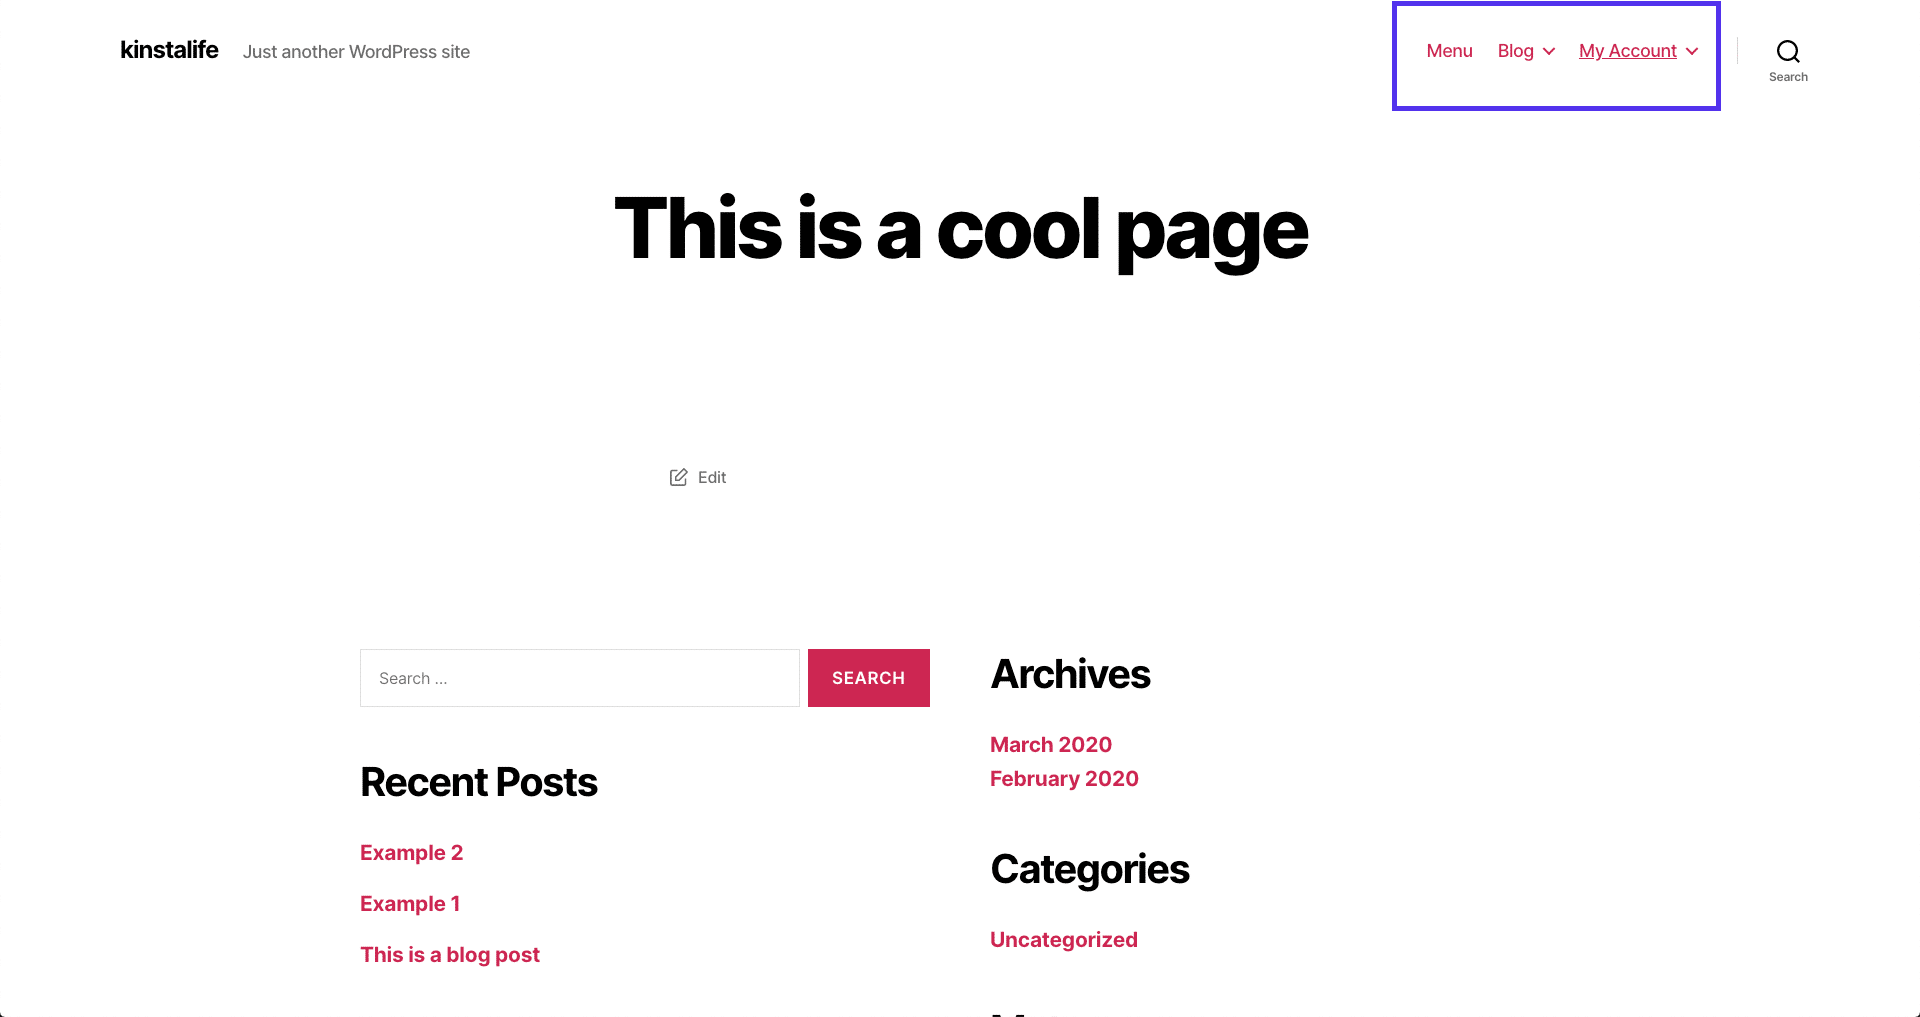 kinstalife Just another WordPress site
Menu Blog My Account
Search
This is a cool page
Edit
Search ...
SEARCH
Recent Posts
Example 2
Example 1
This is a blog post
Archives
March 2020
February 2020
Categories
Uncategorized